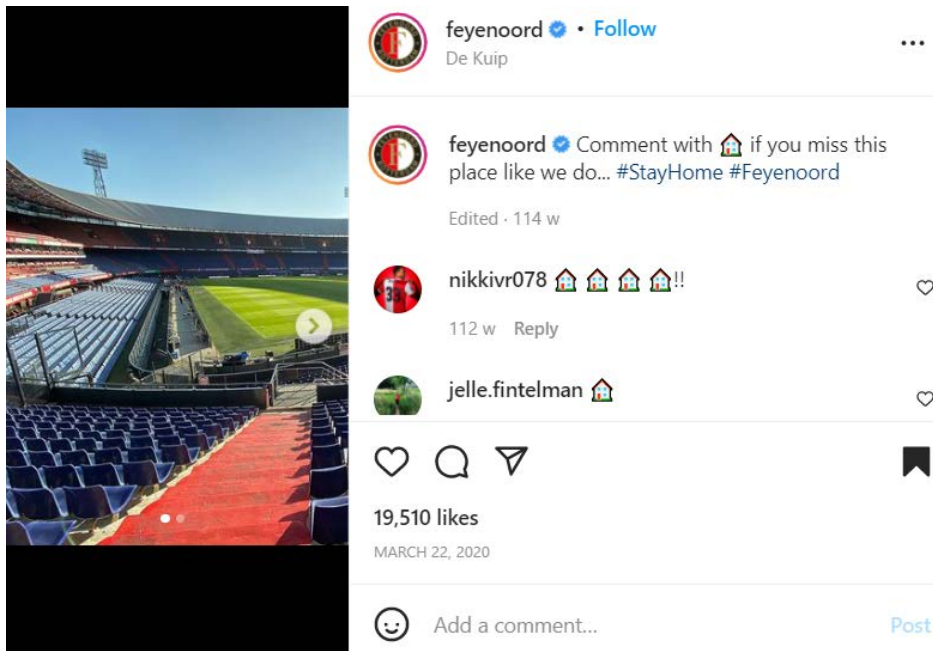 feyenoord • Follow
De Kuip
feyenoord Comment with 🏠 if you miss this
place like we do... #StayHome #Feyenoord
Edited · 114 w
nikkivr078 🏠 🏠 🏠 🏠!!
112 w Reply
jelle.fintelman 🏠
19,510 likes
MARCH 22, 2020
Add a comment...
Post